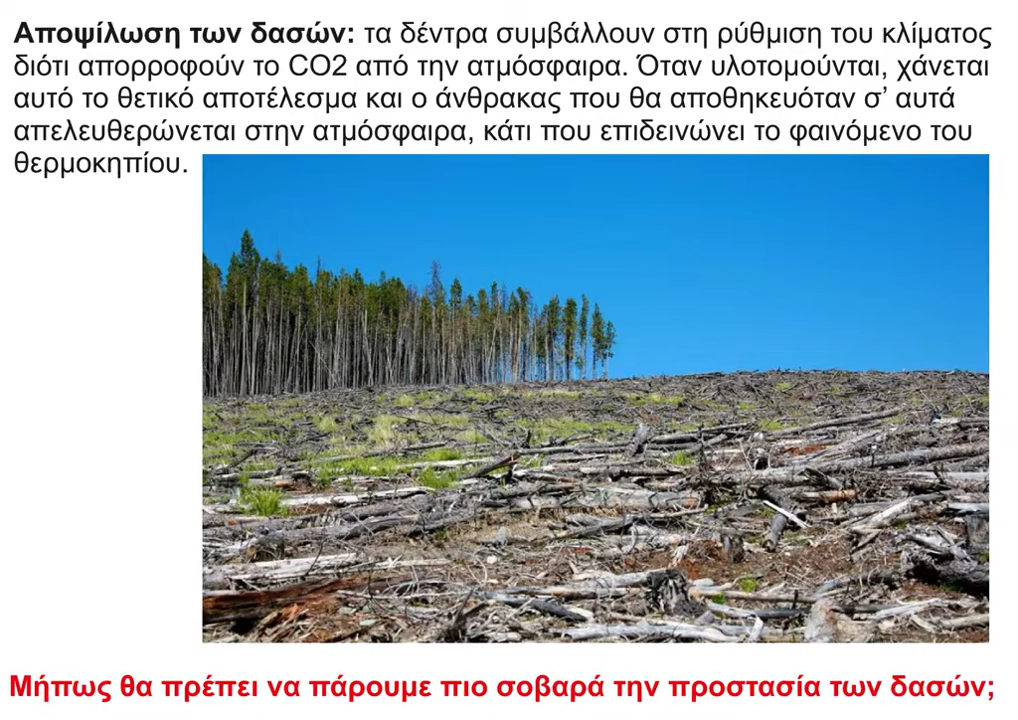 Αποψίλωση των δασών: τα δέντρα συμβάλλουν στη ρύθμιση του κλίματος
διότι απορροφούν το CO2 από την ατμόσφαιρα. Όταν υλοτομούνται, χάνεται
αυτό το θετικό αποτέλεσμα και ο άνθρακας που θα αποθηκευόταν σ’ αυτά
απελευθερώνεται στην ατμόσφαιρα, κάτι που επιδεινώνει το φαινόμενο του
θερμοκηπίου.
Μήπως θα πρέπει να πάρουμε πιο σοβαρά την προστασία των δασών;